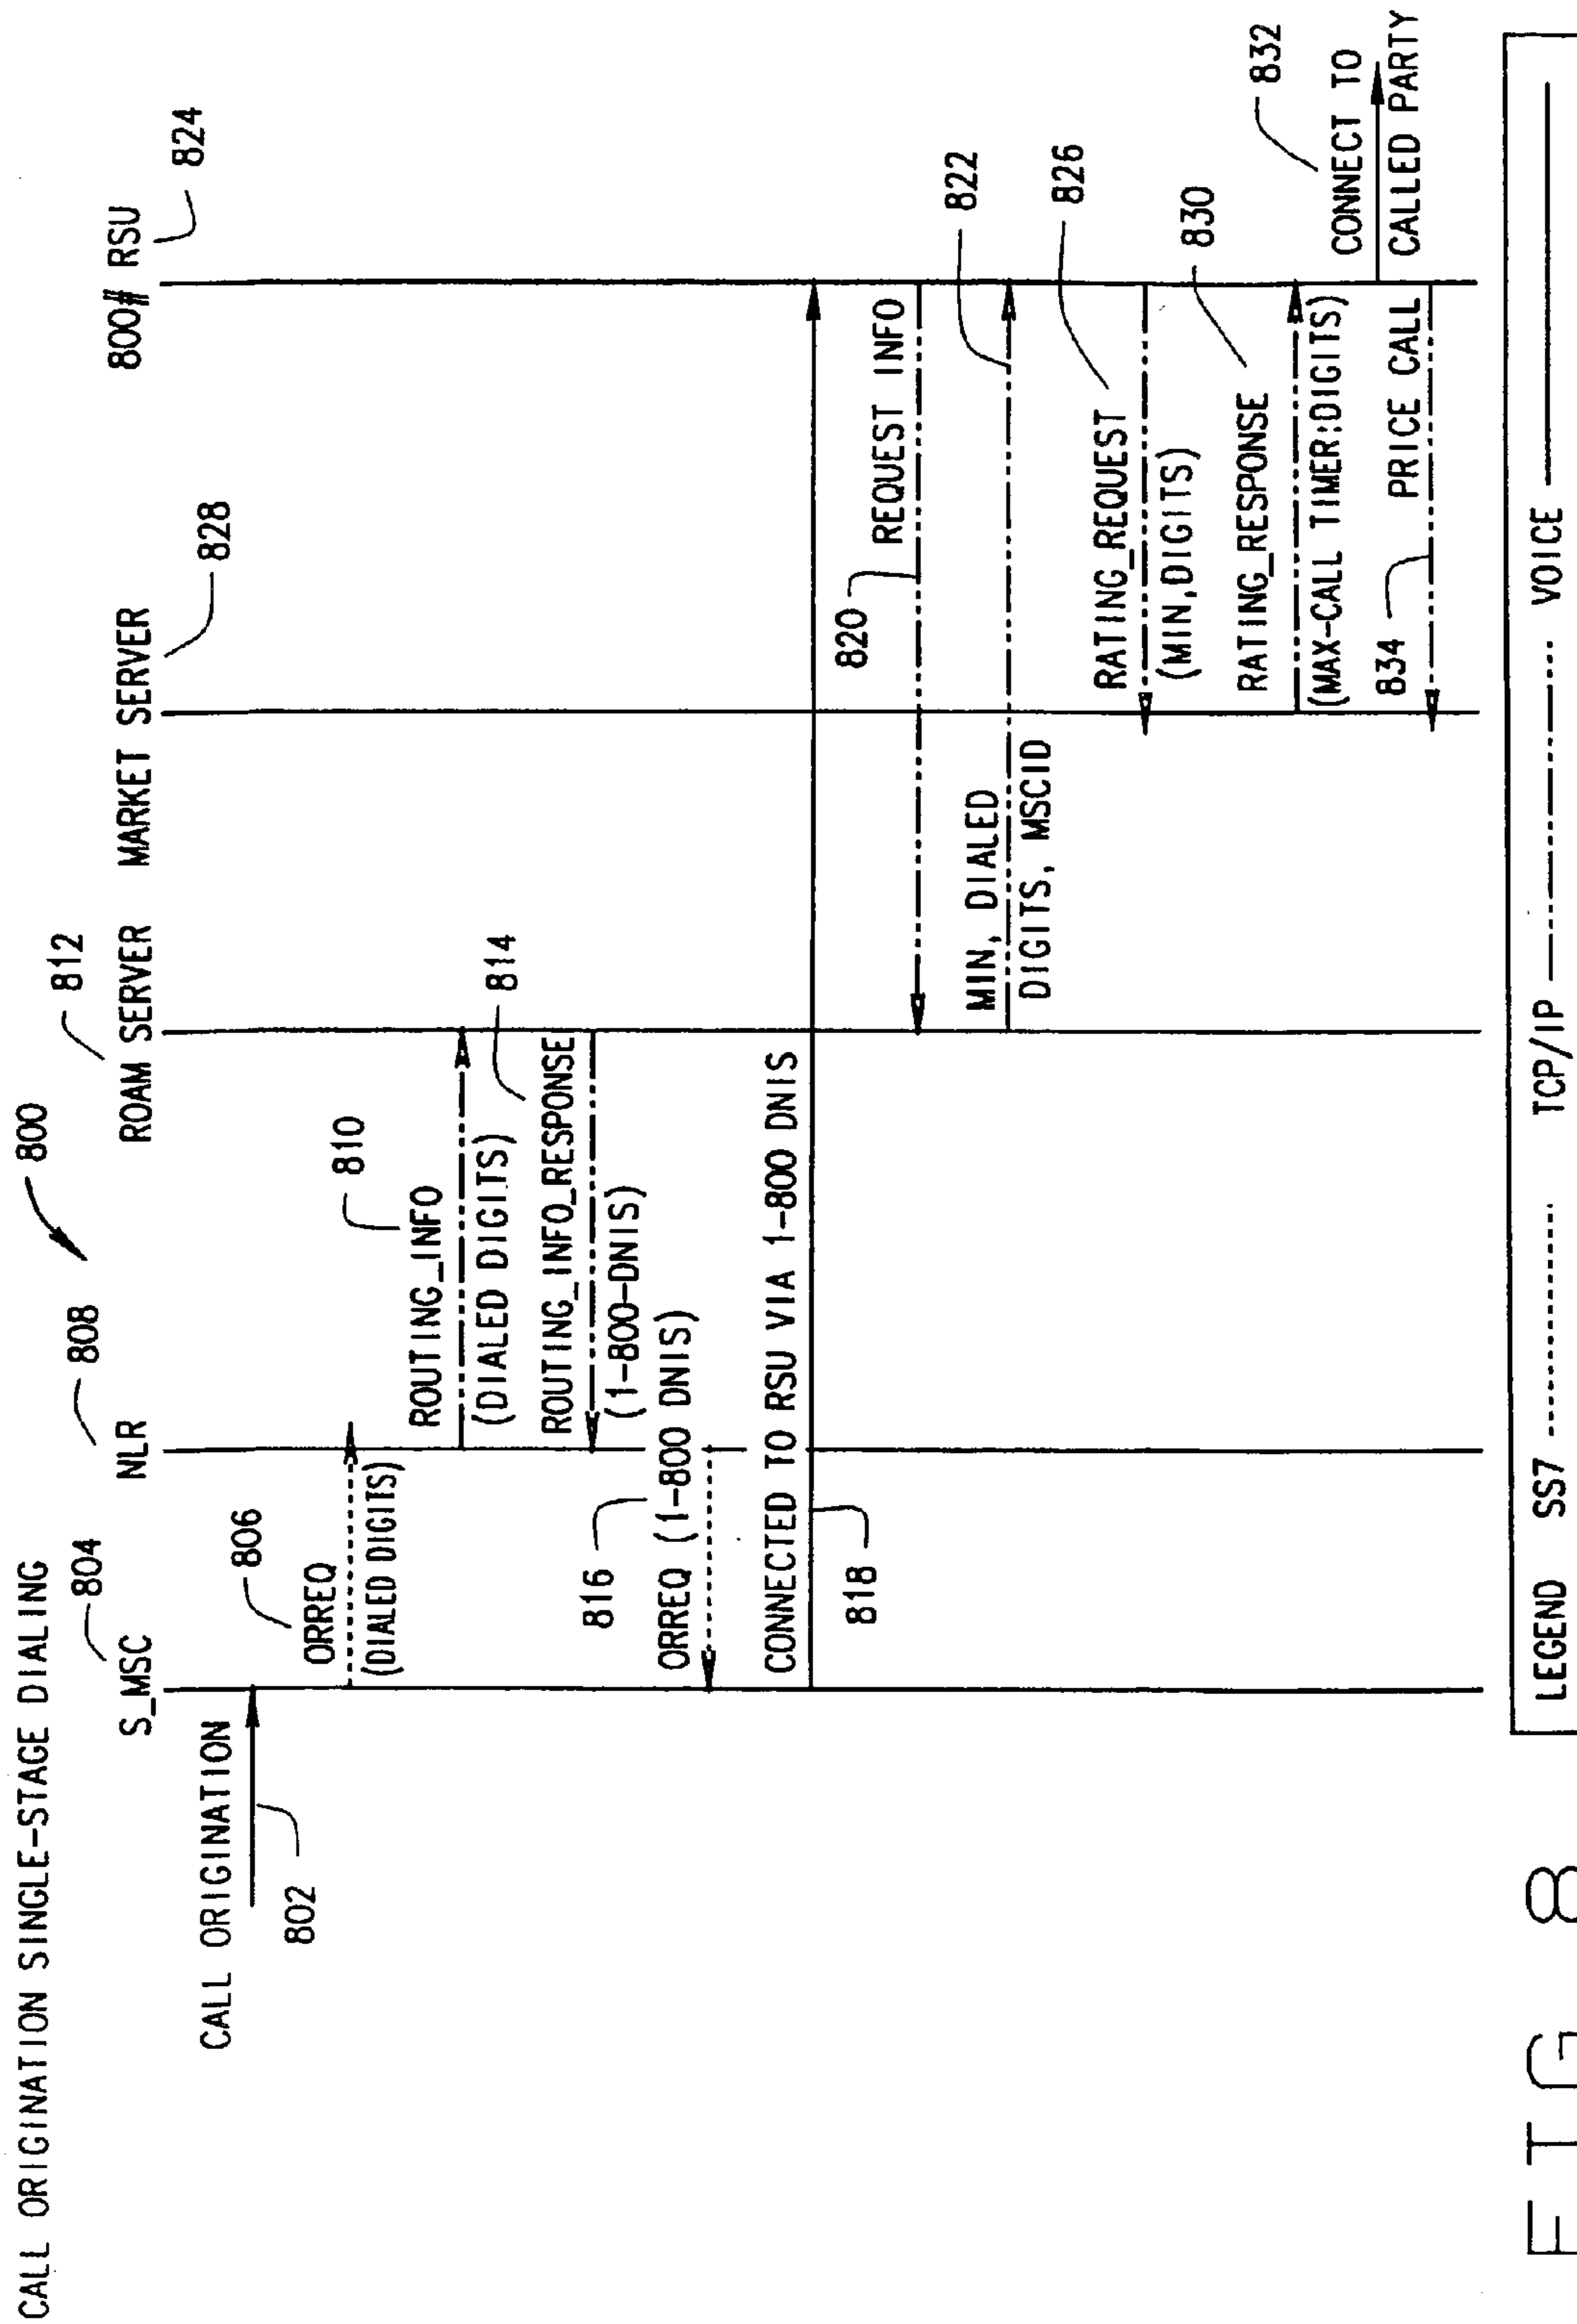 CALL ORIGINATION SINGLE-STAGE DIALING
800
804
808
812
828
824
S_MSC
NLR
ROAM SERVER
MARKET SERVER
800# RSU
CALL ORIGINATION
802
806
ORREQ
(DIALED DIGITS)
810
ROUTING_INFO
(DIALED DIGITS)
814
ROUTING_INFO_RESPONSE
(1-800-DNIS)
816
ORREQ (1-800 DNIS)
CONNECTED TO RSU VIA 1-800 DNIS
818
820
REQUEST INFO
822
MIN, DIALED
DIGITS, MSCID
826
RATING_REQUEST
(MIN,DIGITS)
830
RATING_RESPONSE
(MAX-CALL TIMER:DIGITS)
832
CONNECT TO
CALLED PARTY
834
PRICE CALL
LEGEND SS7 TCP/IP VOICE
FIG 8